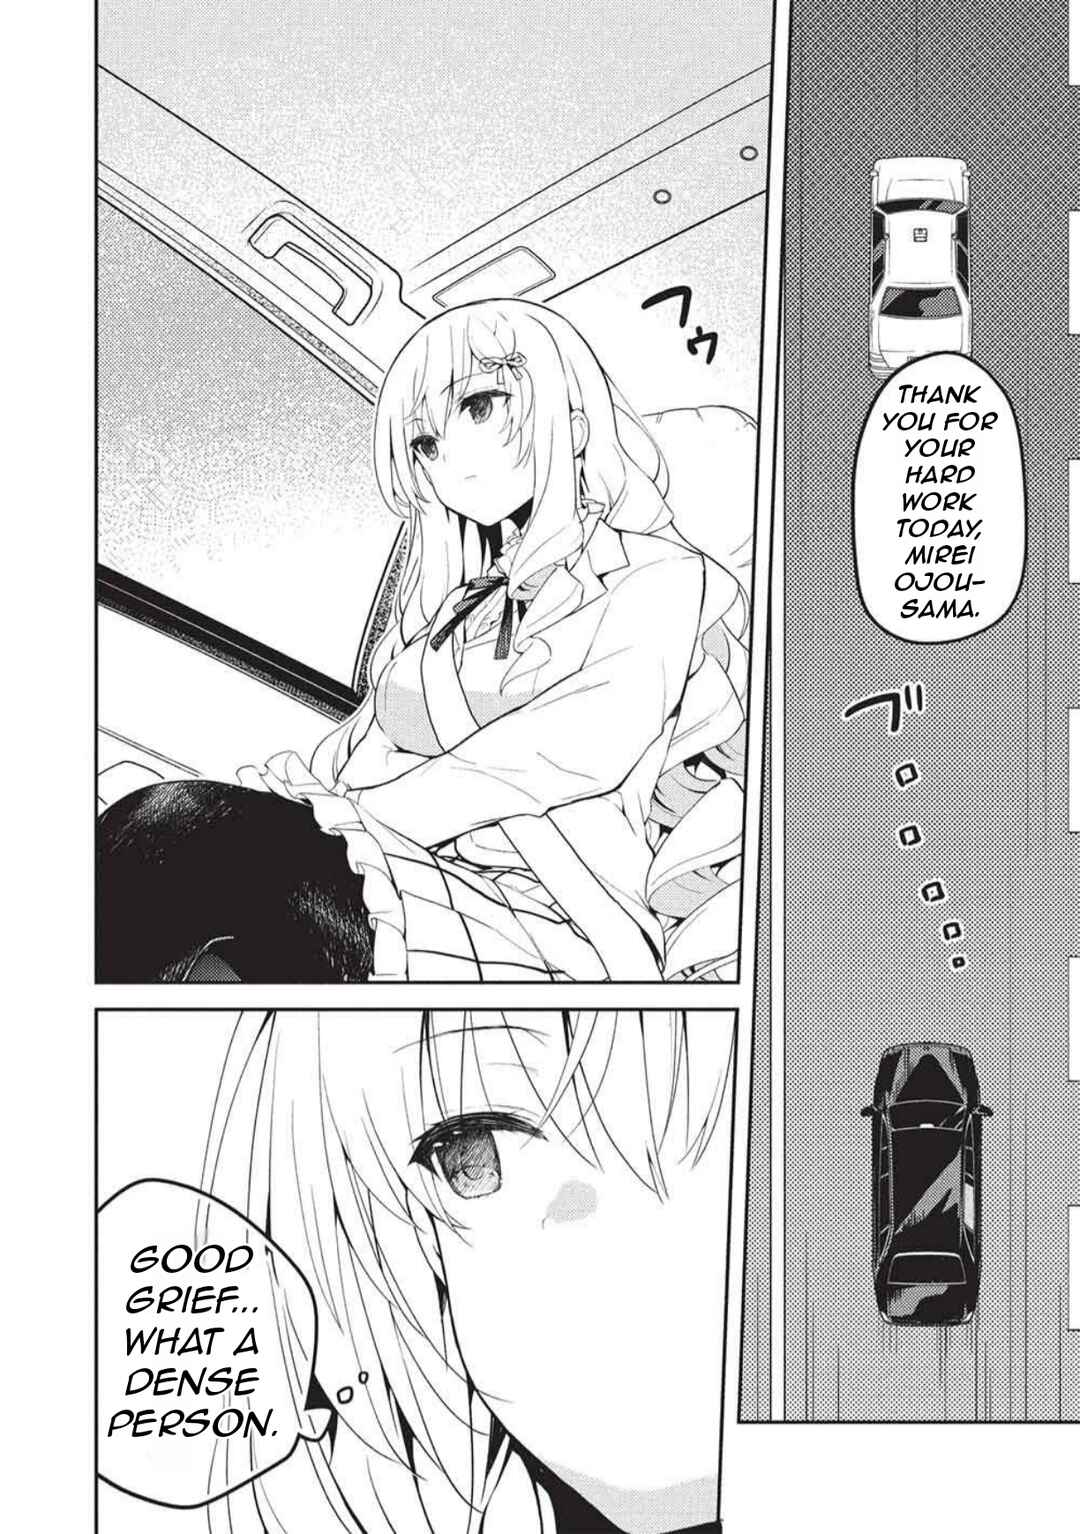 THANK
YOU FOR
YOUR
HARD
WORK
TODAY,
MIREI
OJOU-
SAMA.
ブロロロ...
フゥ
GOOD
GRIEF...
WHAT A
DENSE
PERSON.